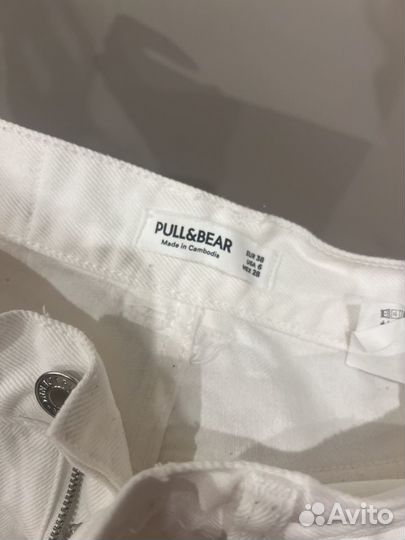 PULL&BEAR
Made in Cambodia
EUR 38
USA 6
MEX 28
Avito